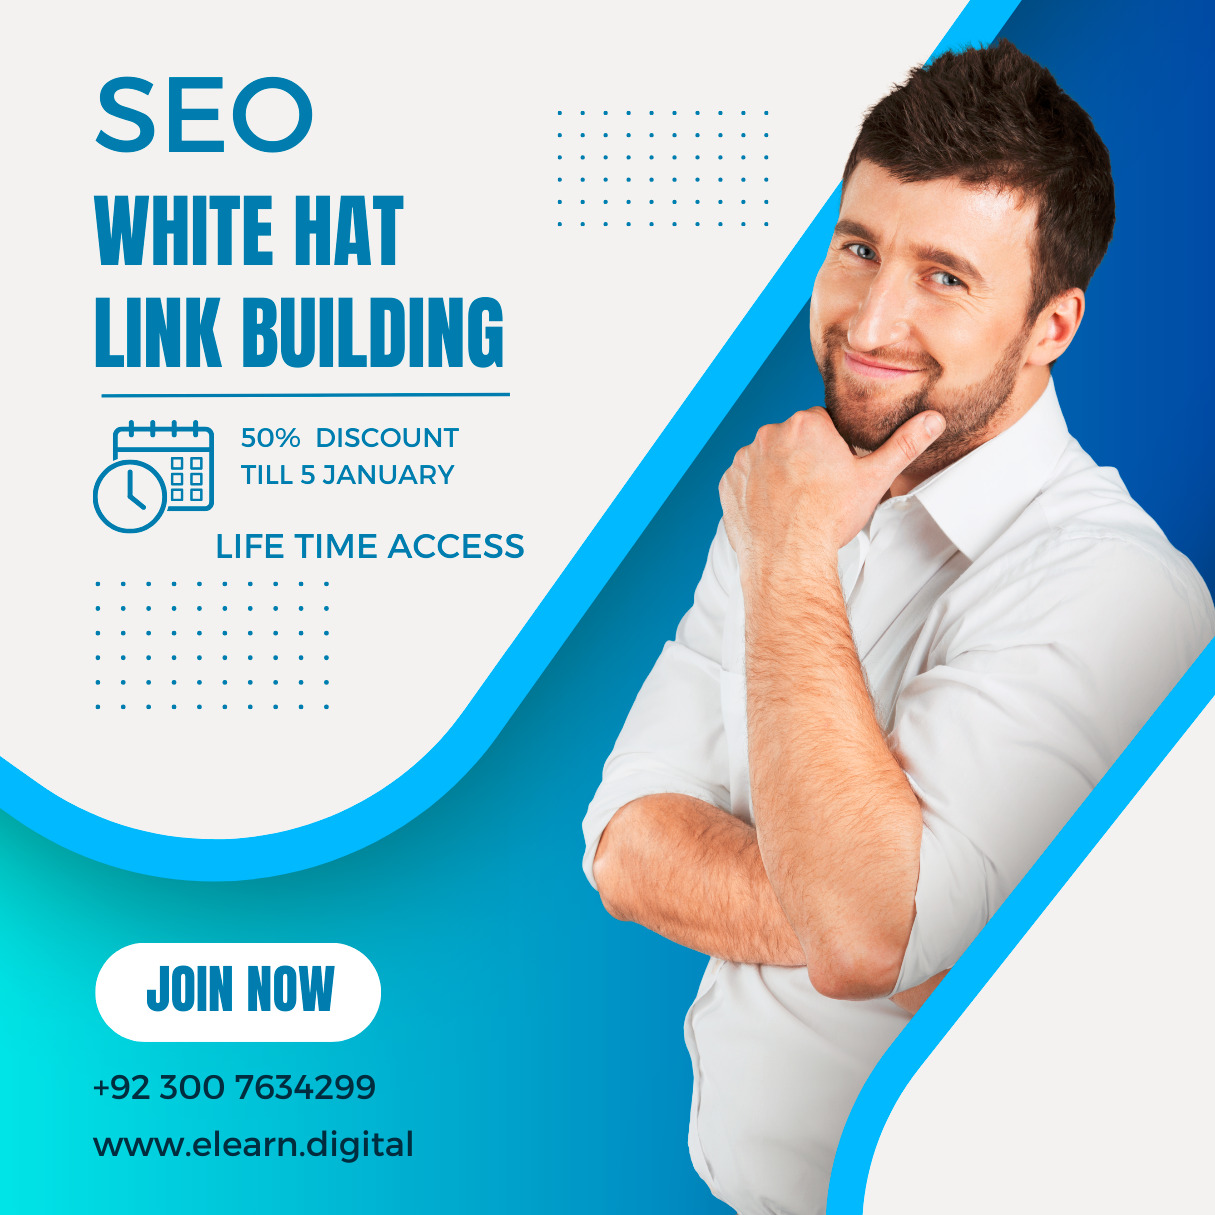 SEO
WHITE HAT
LINK BUILDING
50% DISCOUNT
TILL 5 JANUARY
LIFE TIME ACCESS
JOIN NOW
+92 300 7634299
www.elearn.digital